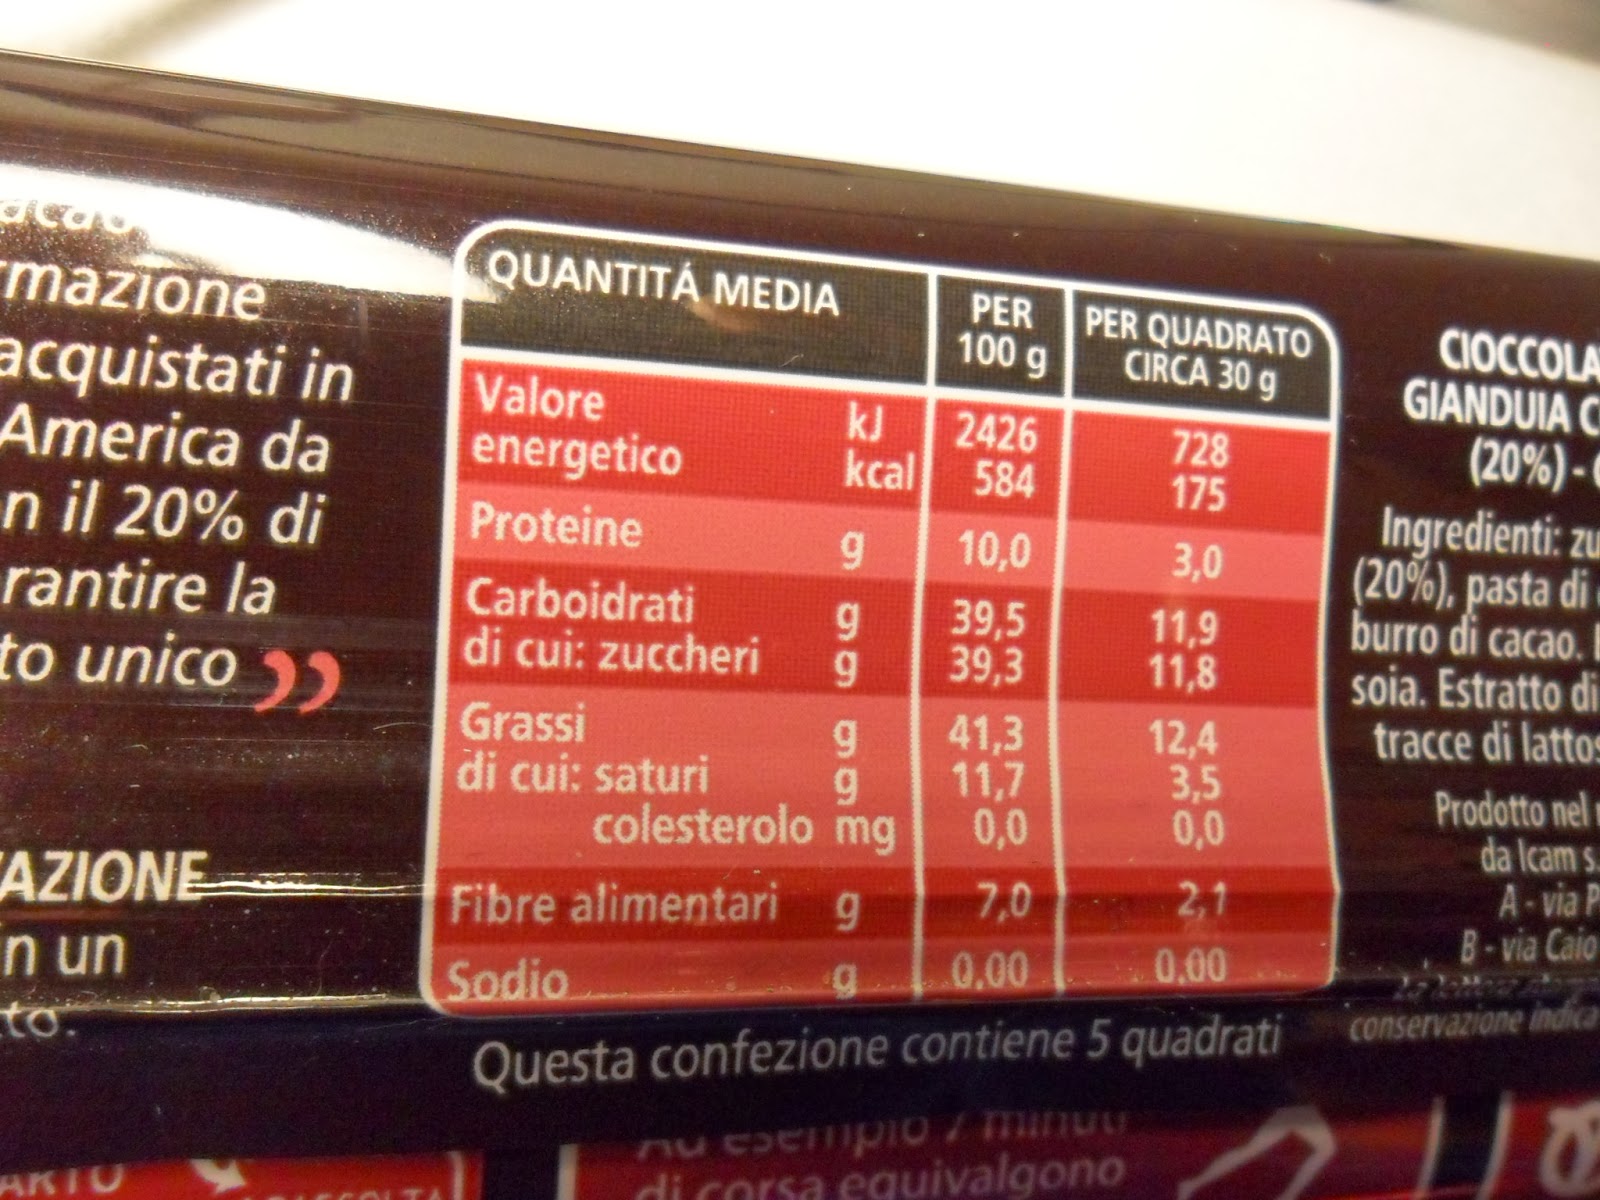 rmazione
acquistati in
America da
n il 20% di
rantire la
to unico ”
AZIONE
n un
to.
QUANTITÁ MEDIA
PER 100 g
PER QUADRATO CIRCA 30 g
Valore energetico kJ 2426 728
kcal 584 175
Proteine g 10,0 3,0
Carboidrati g 39,5 11,9
di cui: zuccheri g 39,3 11,8
Grassi g 41,3 12,4
di cui: saturi g 11,7 3,5
colesterolo mg 0,0 0,0
Fibre alimentari g 7,0 2,1
Sodio g 0,00 0,00
Questa confezione contiene 5 quadrati
CIOCCOLA
GIANDUIA C
(20%) -
Ingredienti: zu
(20%), pasta di
burro di cacao.
soia. Estratto di
tracce di lattos
Prodotto nel
da Icam s.
A - via P
B - via Caio
conservazione indica
Ad esempio 7 minuti
di corsa equivalgono